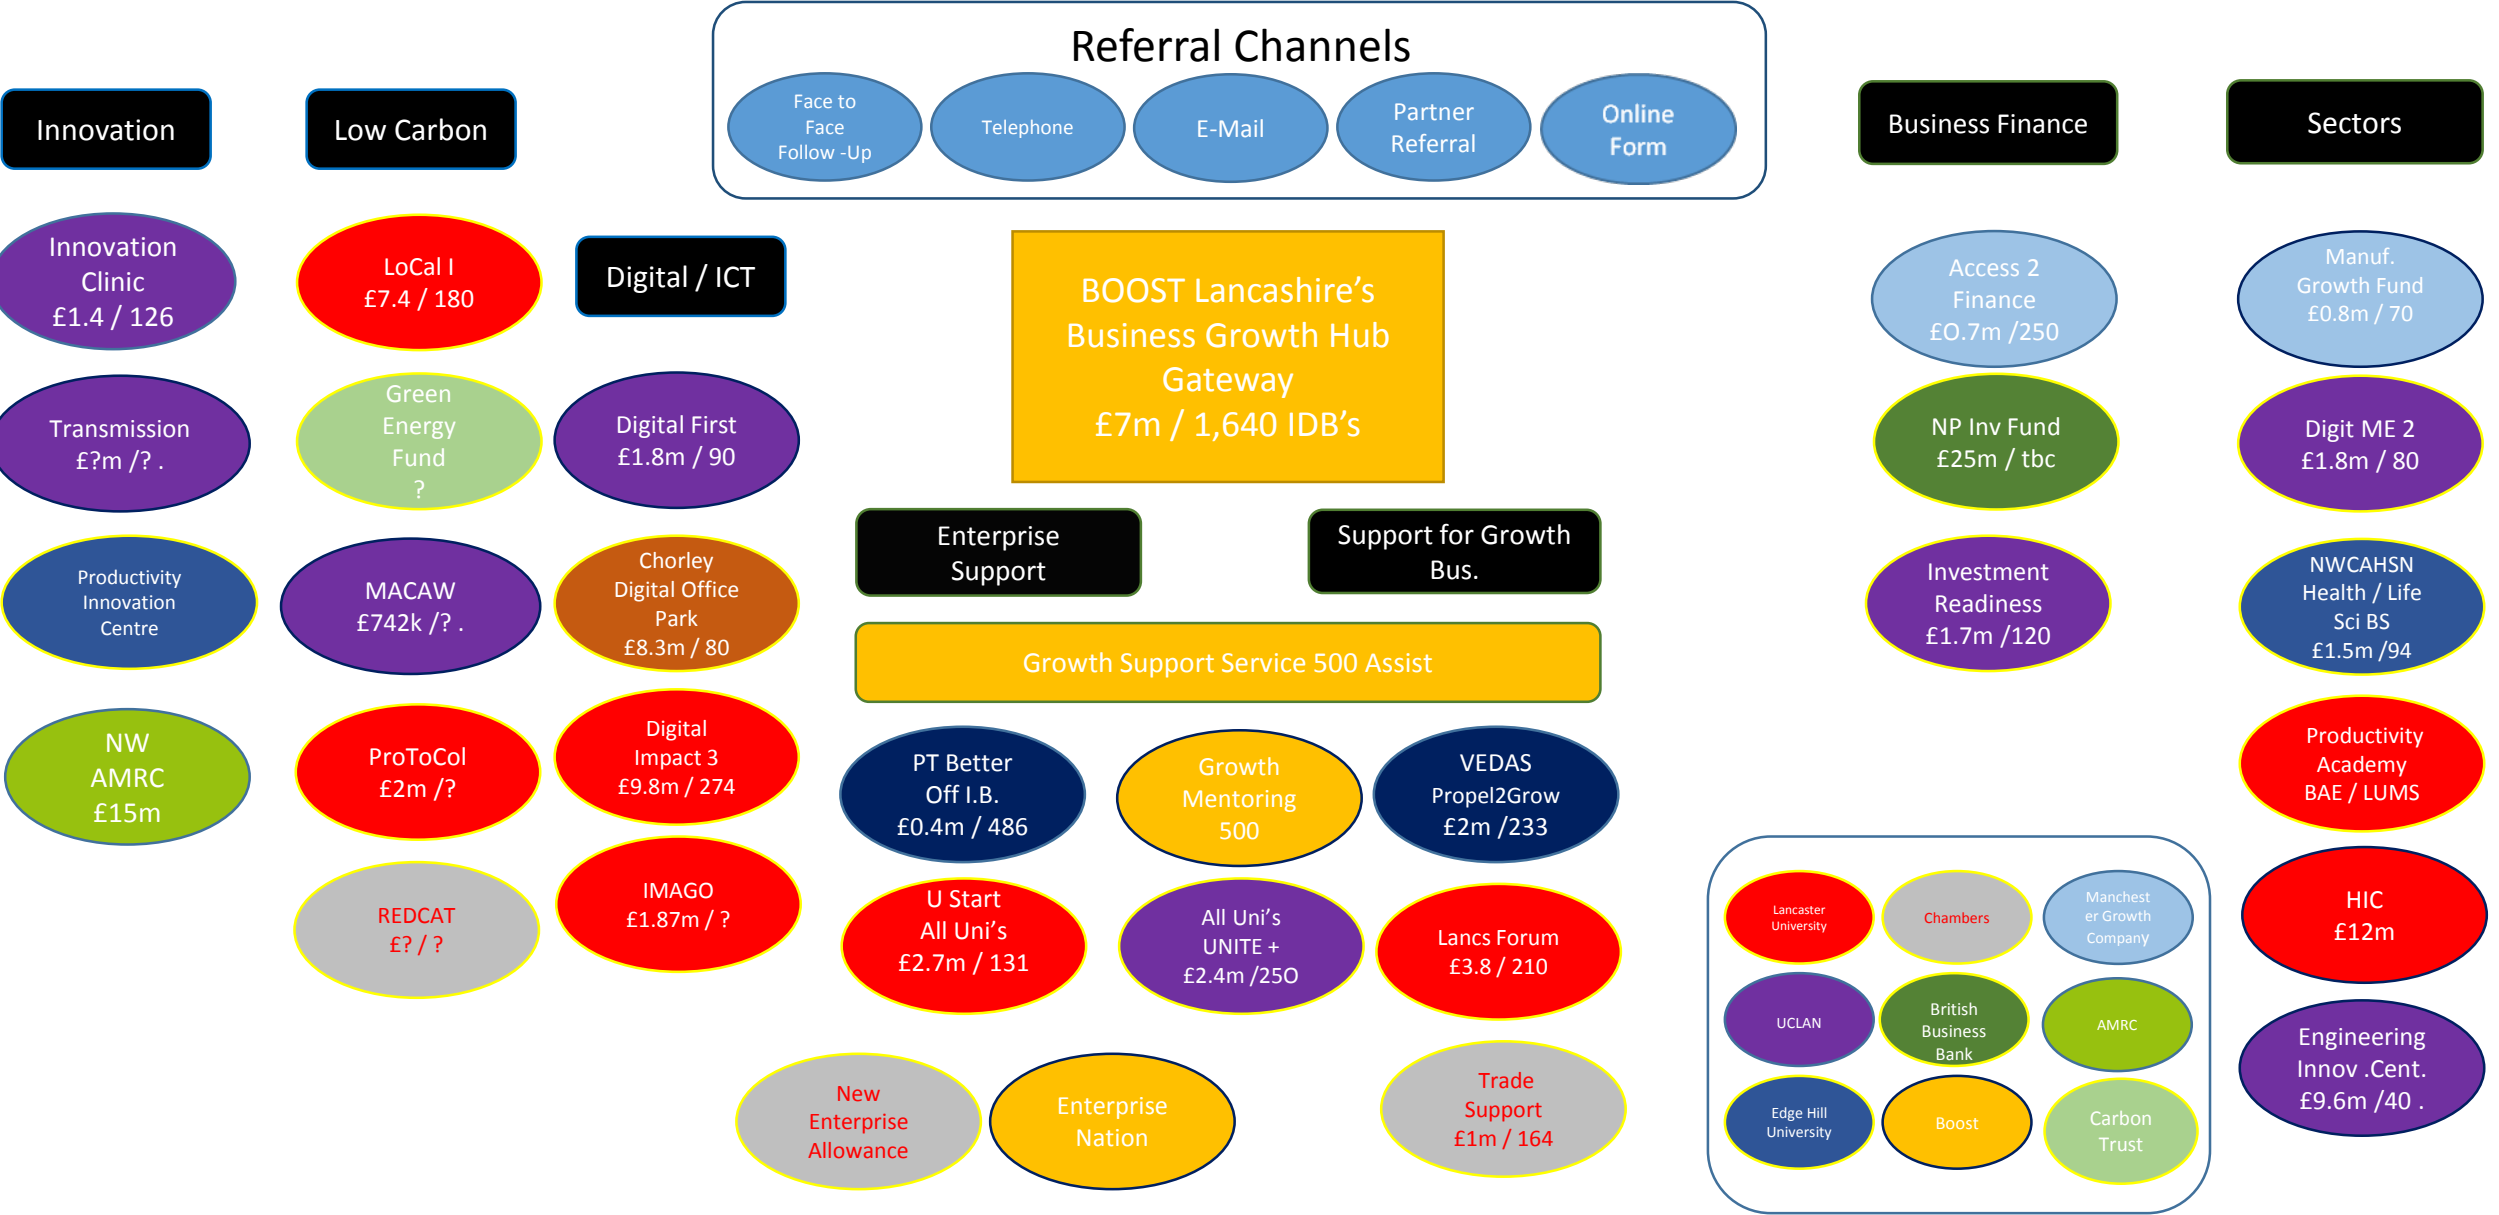 Referral Channels
Face to
Face
Follow -Up
Telephone
E-Mail
Partner
Referral
Online
Form
Innovation
Innovation
Clinic
£1.4 / 126
Transmission
£?m /? .
Productivity
Innovation
Centre
NW
AMRC
£15m
Low Carbon
LoCal I
£7.4 / 180
Green
Energy
Fund
?
MACAW
£742k /? .
ProToCol
£2m /?
REDCAT
£? / ?
Digital / ICT
Digital First
£1.8m / 90
Chorley
Digital Office
Park
£8.3m / 80
Digital
Impact 3
£9.8m / 274
IMAGO
£1.87m / ?
BOOST Lancashire’s
Business Growth Hub
Gateway
£7m / 1,640 IDB’s
Enterprise
Support
Support for Growth
Bus.
Growth Support Service 500 Assist
PT Better
Off I.B.
£0.4m / 486
Growth
Mentoring
500
VEDAS
Propel2Grow
£2m /233
U Start
All Uni’s
£2.7m / 131
All Uni’s
UNITE +
£2.4m /25O
Lancs Forum
£3.8 / 210
New
Enterprise
Allowance
Enterprise
Nation
Trade
Support
£1m / 164
Business Finance
Access 2
Finance
£O.7m /250
NP Inv Fund
£25m / tbc
Investment
Readiness
£1.7m /120
Sectors
Manuf.
Growth Fund
£0.8m / 70
Digit ME 2
£1.8m / 80
NWCAHSN
Health / Life
Sci BS
£1.5m /94
Productivity
Academy
BAE / LUMS
HIC
£12m
Engineering
Innov .Cent.
£9.6m /40 .
Lancaster
University
Chambers
Manchest
er Growth
Company
UCLAN
British
Business
Bank
AMRC
Edge Hill
University
Boost
Carbon
Trust